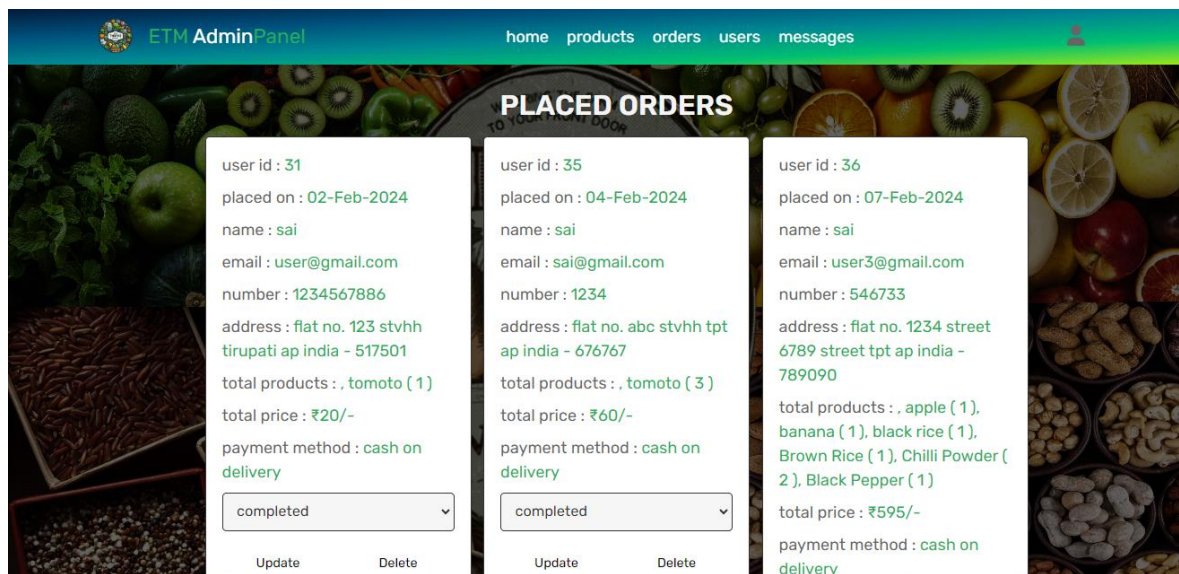 ETM AdminPanel
home products orders users messages
PLACED ORDERS
TO YOUR FRONT DOOR
user id : 31
placed on : 02-Feb-2024
name : sai
email : user@gmail.com
number : 1234567886
address : flat no. 123 stvhh
tirupati ap india - 517501
total products : , tomoto ( 1 )
total price : ₹20/-
payment method : cash on
delivery
completed
Update Delete
user id : 35
placed on : 04-Feb-2024
name : sai
email : sai@gmail.com
number : 1234
address : flat no. abc stvhh tpt
ap india - 676767
total products : , tomoto ( 3 )
total price : ₹60/-
payment method : cash on
delivery
completed
Update Delete
user id : 36
placed on : 07-Feb-2024
name : sai
email : user3@gmail.com
number : 546733
address : flat no. 1234 street
6789 street tpt ap india -
789090
total products : , apple ( 1 ),
banana ( 1 ), black rice ( 1 ),
Brown Rice ( 1 ), Chilli Powder (
2 ), Black Pepper ( 1 )
total price : ₹595/-
payment method : cash on
delivery